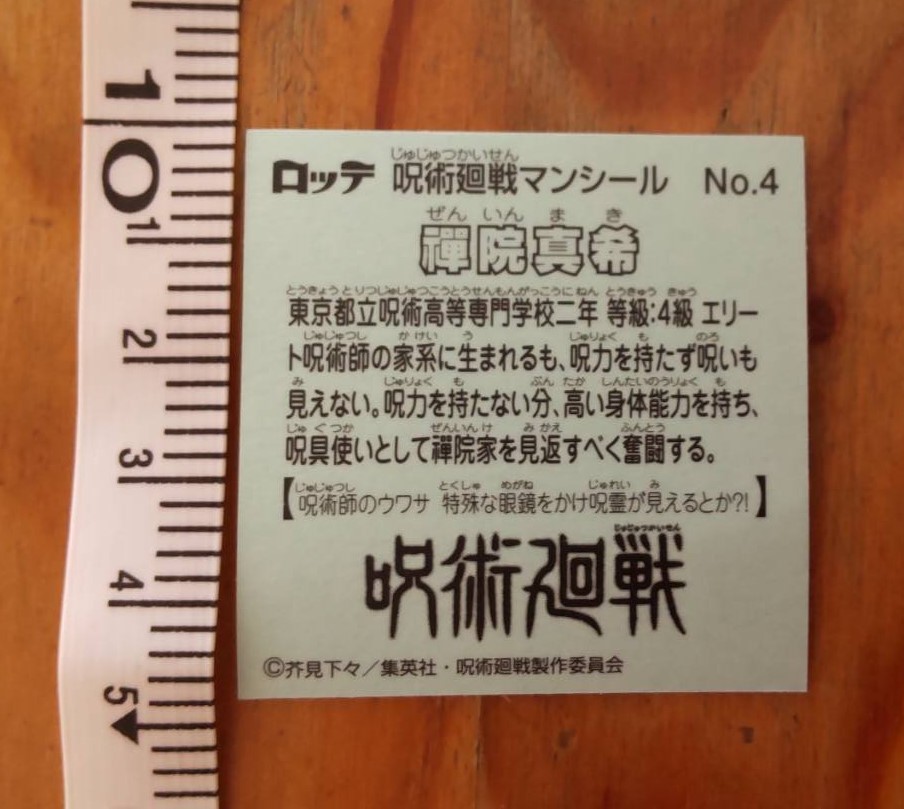 1
0
1
2
3
4
5
ロッテ 呪術廻戦マンシール No.4
じゅじゅつかいせん
ぜん いん ま き
禪院真希
とうきょうとりつじゅじゅつこうとうせんもんがっこうにねん とうきゅう きゅう
東京都立呪術高等専門学校二年 等級:4級 エリー
じゅじゅつし かけい う じゅりょく も のろ
ト呪術師の家系に生まれるも、呪力を持たず呪いも
み じゅりょく も ぶん たか しんたいのうりょく も
見えない。呪力を持たない分、高い身体能力を持ち、
じゅぐつか ぜんいんけ みかえ ふんとう
呪具使いとして禪院家を見返すべく奮闘する。
じゅじゅつし とくしゅ めがね じゅれい み
【呪術師のウワサ 特殊な眼鏡をかけ呪霊が見えるとか?!】
じゅじゅつかいせん
呪術廻戦
©芥見下々/集英社・呪術廻戦製作委員会